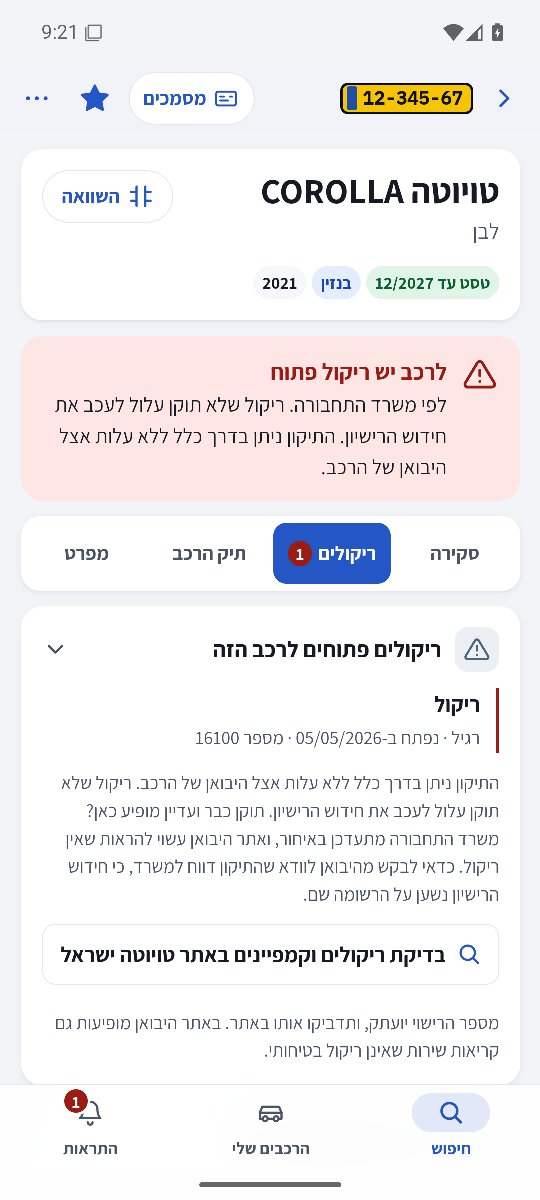 9:21
12-345-67
מסמכים
טויוטה COROLLA
השוואה
לבן
טסט עד 12/2027
בנזין
2021
לרכב יש ריקול פתוח
לפי משרד התחבורה. ריקול שלא תוקן עלול לעכב את
חידוש הרישיון. התיקון ניתן בדרך כלל ללא עלות אצל
היבואן של הרכב.
סקירה
ריקולים 1
תיק הרכב
מפרט
ריקולים פתוחים לרכב הזה
ריקול
רגיל · נפתח ב-05/05/2026 · מספר 16100
התיקון ניתן בדרך כלל ללא עלות אצל היבואן של הרכב. ריקול שלא
תוקן עלול לעכב את חידוש הרישיון. תוקן כבר ועדיין מופיע כאן?
משרד התחבורה מתעדכן באיחור, ואתר היבואן עשוי להראות שאין
ריקול. כדאי לבקש מהיבואן לוודא שהתיקון דווח למשרד, כי חידוש
הרישיון נשען על הרשומה שם.
בדיקת ריקולים וקמפיינים באתר טויוטה ישראל
מספר הרישוי יועתק, ותדביקו אותו באתר. באתר היבואן מופיעות גם
קריאות שירות שאינן ריקול בטיחותי.
חיפוש
הרכבים שלי
1
התראות